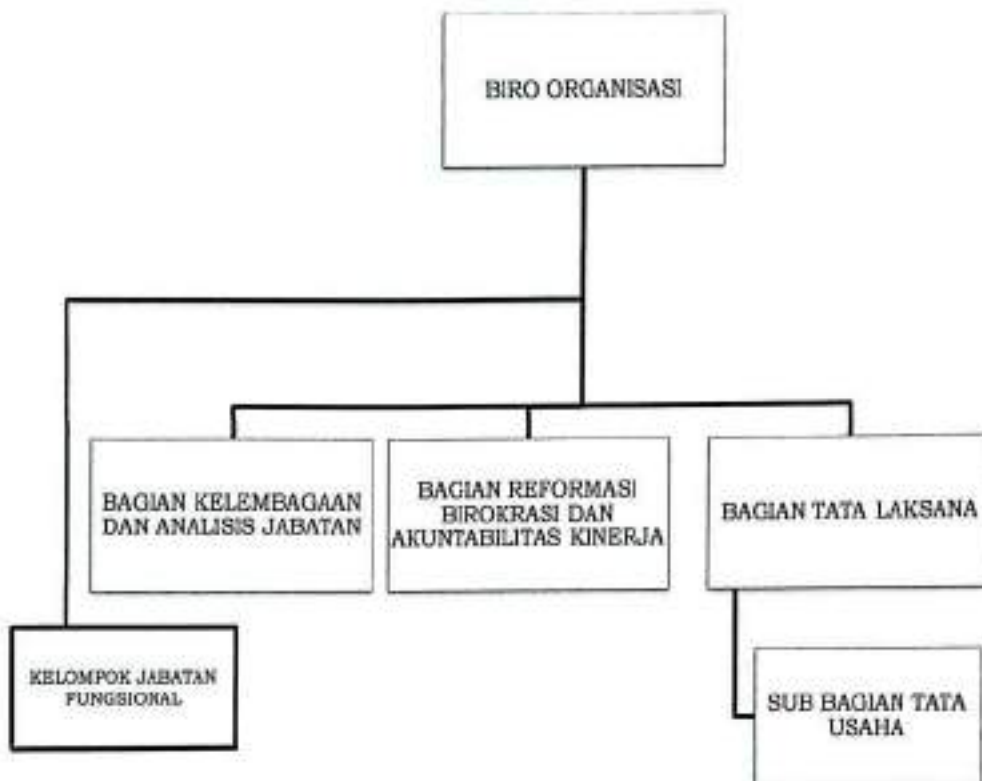 BIRO ORGANISASI
BAGIAN KELEMBAGAAN
DAN ANALISIS JABATAN
BAGIAN REFORMASI
BIROKRASI DAN
AKUNTABILITAS KINERJA
BAGIAN TATA LAKSANA
KELOMPOK JABATAN
FUNGSIONAL
SUB BAGIAN TATA
USAHA